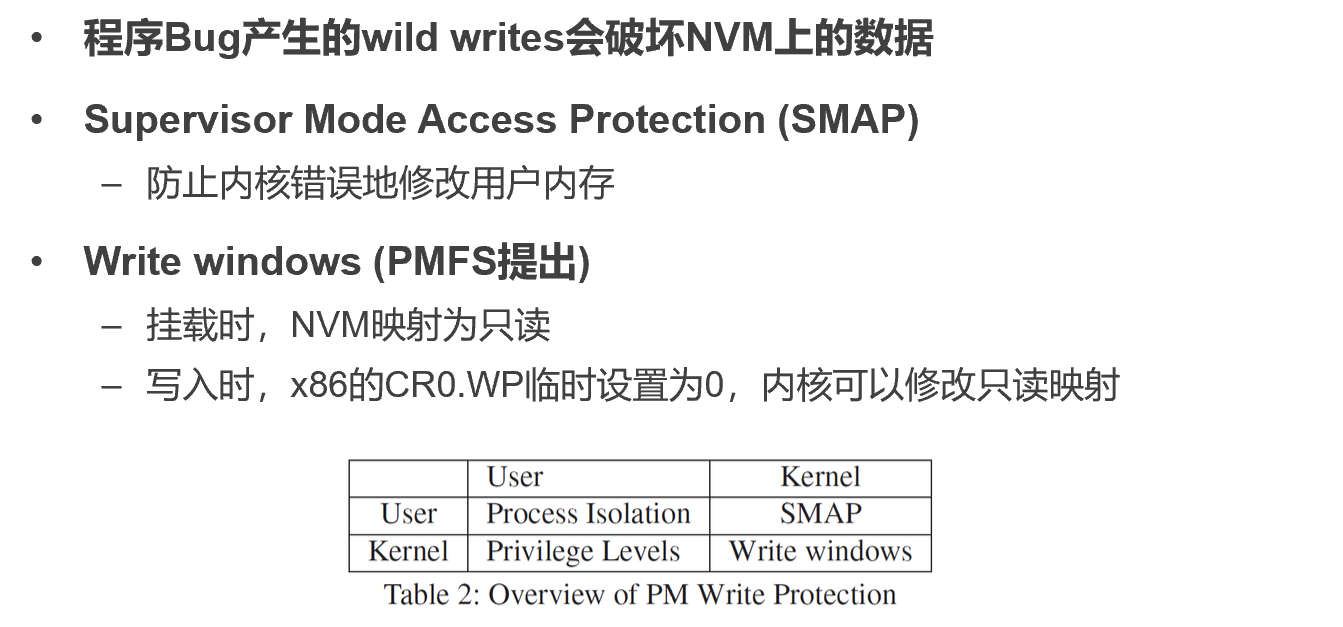 • 程序Bug产生的wild writes会破坏NVM上的数据
• Supervisor Mode Access Protection (SMAP)
– 防止内核错误地修改用户内存
• Write windows (PMFS提出)
– 挂载时，NVM映射为只读
– 写入时，x86的CR0.WP临时设置为0，内核可以修改只读映射
User Kernel
User Process Isolation SMAP
Kernel Privilege Levels Write windows
Table 2: Overview of PM Write Protection